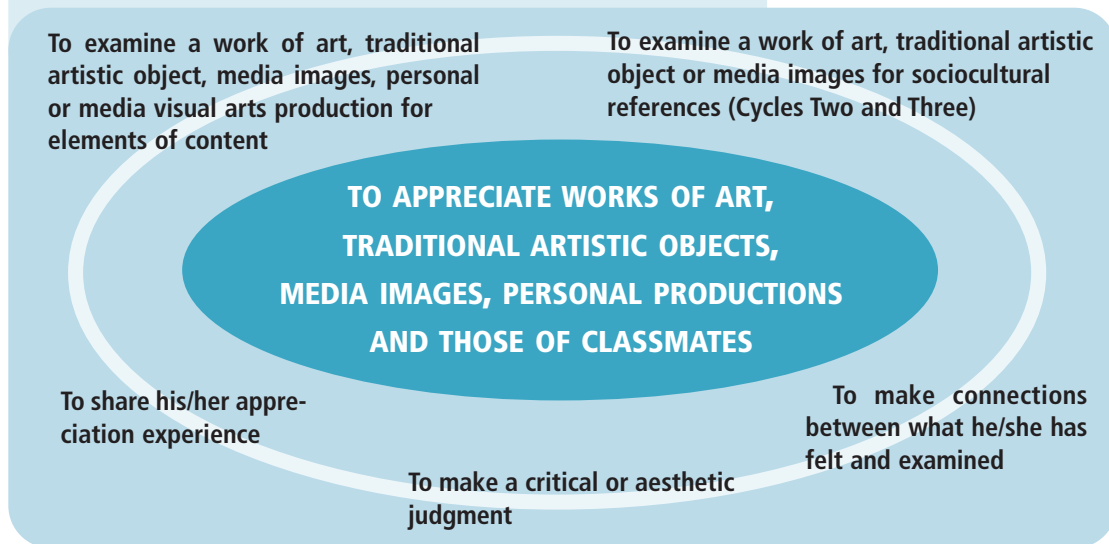 To examine a work of art, traditional
artistic object, media images, personal
or media visual arts production for
elements of content
To examine a work of art, traditional artistic
object or media images for sociocultural
references (Cycles Two and Three)
TO APPRECIATE WORKS OF ART,
TRADITIONAL ARTISTIC OBJECTS,
MEDIA IMAGES, PERSONAL PRODUCTIONS
AND THOSE OF CLASSMATES
To share his/her appre-
ciation experience
To make connections
between what he/she has
felt and examined
To make a critical or aesthetic
judgment